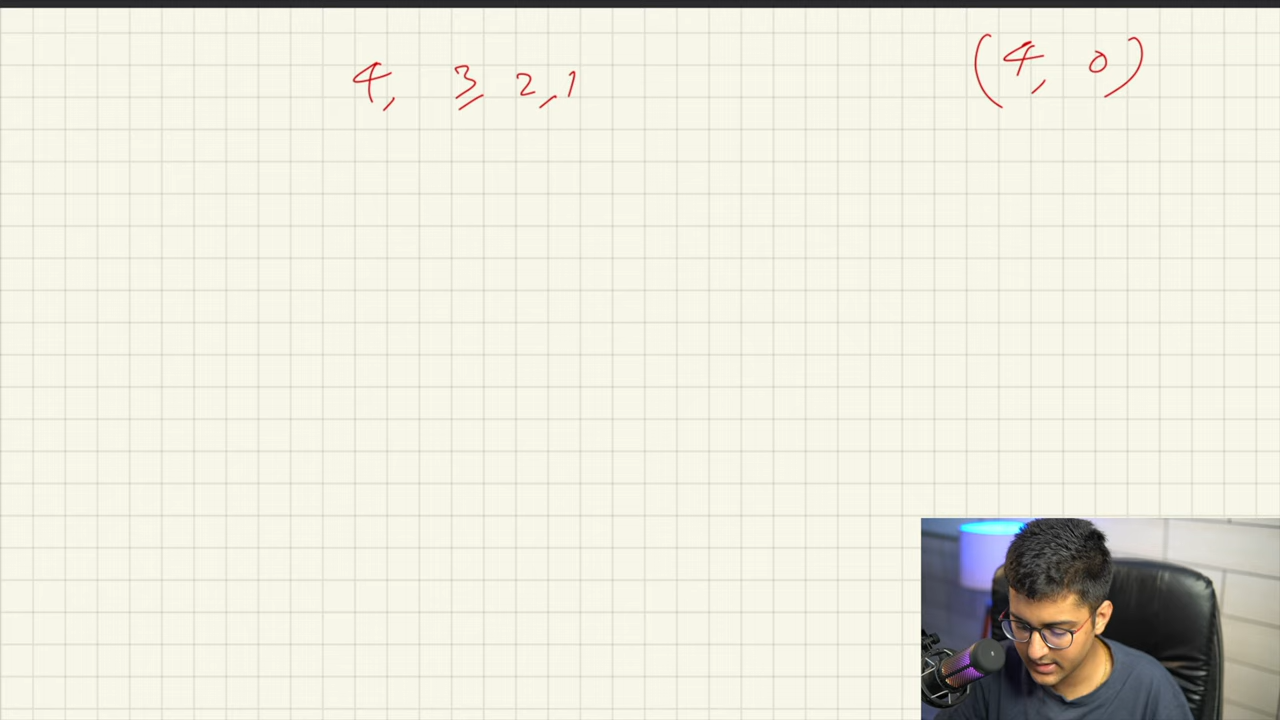 4, 3, 2, 1
(4, 0)